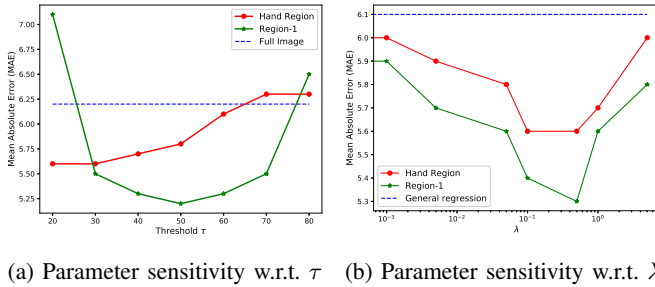 7.00
6.75
6.50
6.25
6.00
5.75
5.50
5.25
Mean Absolute Error (MAE)
Hand Region
Region-1
Full Image
20 30 40 50 60 70 80
Threshold τ
6.1
6.0
5.9
5.8
5.7
5.6
5.5
5.4
5.3
Mean Absolute Error (MAE)
Hand Region
Region-1
General regression
10⁻³ 10⁻² 10⁻¹ 10⁰
λ
(a) Parameter sensitivity w.r.t. τ (b) Parameter sensitivity w.r.t. λ